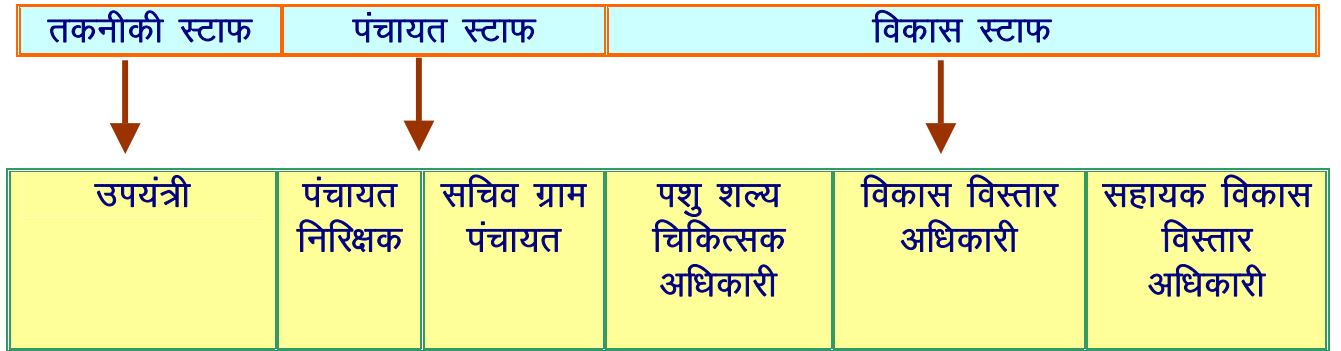 तकनीकी स्टाफ
पंचायत स्टाफ
विकास स्टाफ
उपयंत्री
पंचायत
निरिक्षक
सचिव ग्राम
पंचायत
पशु शल्य
चिकित्सक
अधिकारी
विकास विस्तार
अधिकारी
सहायक विकास
विस्तार
अधिकारी